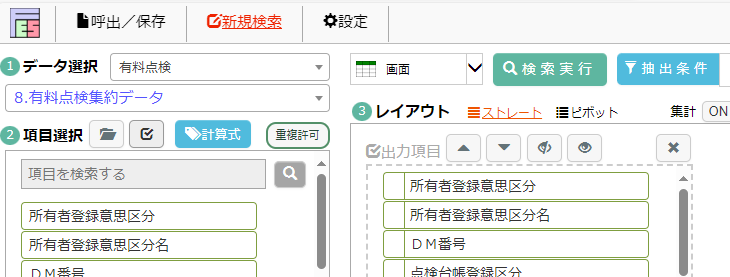 ES
呼出／保存
新規検索
設定
1 データ選択 有料点検
8.有料点検集約データ
2 項目選択 計算式 重複許可
項目を検索する
所有者登録意思区分
所有者登録意思区分名
ＤＭ番号
画面 検索実行 抽出条件
3 レイアウト ストレート ピボット 集計 ON
出力項目
所有者登録意思区分
所有者登録意思区分名
ＤＭ番号
点検台帳登録区分